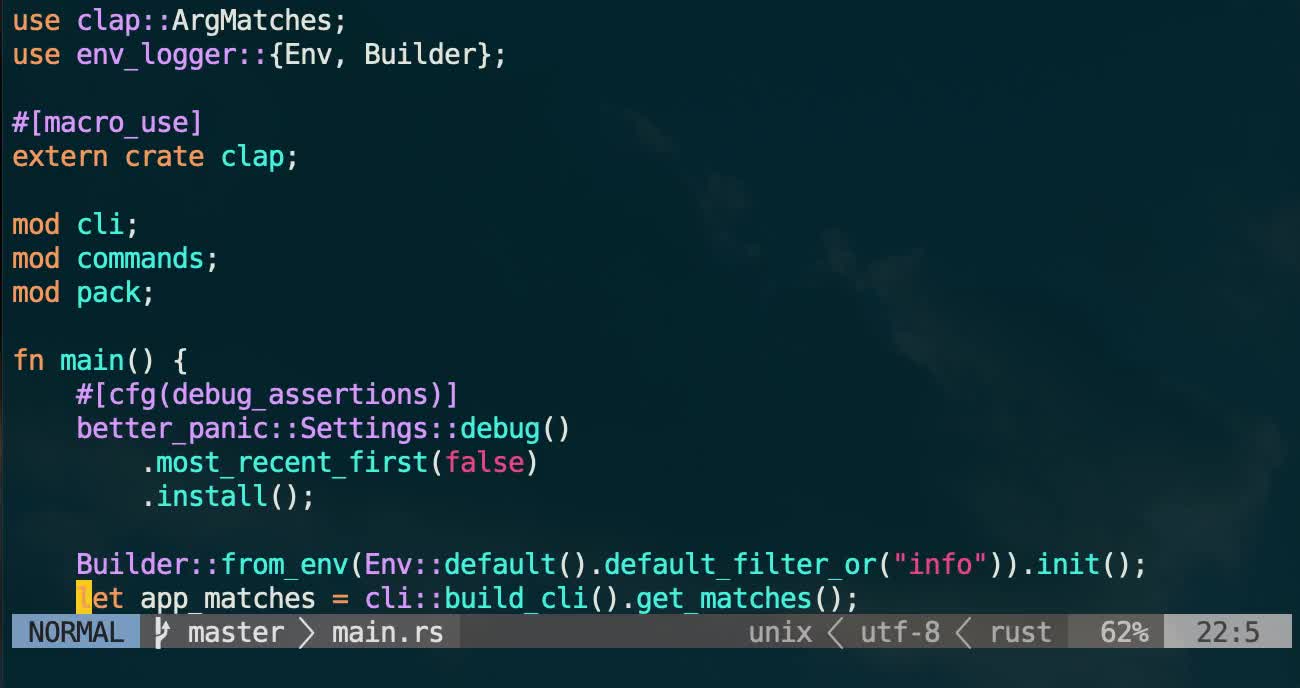 use clap::ArgMatches;
use env_logger::{Env, Builder};

#[macro_use]
extern crate clap;

mod cli;
mod commands;
mod pack;

fn main() {
    #[cfg(debug_assertions)]
    better_panic::Settings::debug()
        .most_recent_first(false)
        .install();

    Builder::from_env(Env::default().default_filter_or("info")).init();
    let app_matches = cli::build_cli().get_matches();
NORMAL master main.rs unix utf-8 rust 62% 22:5